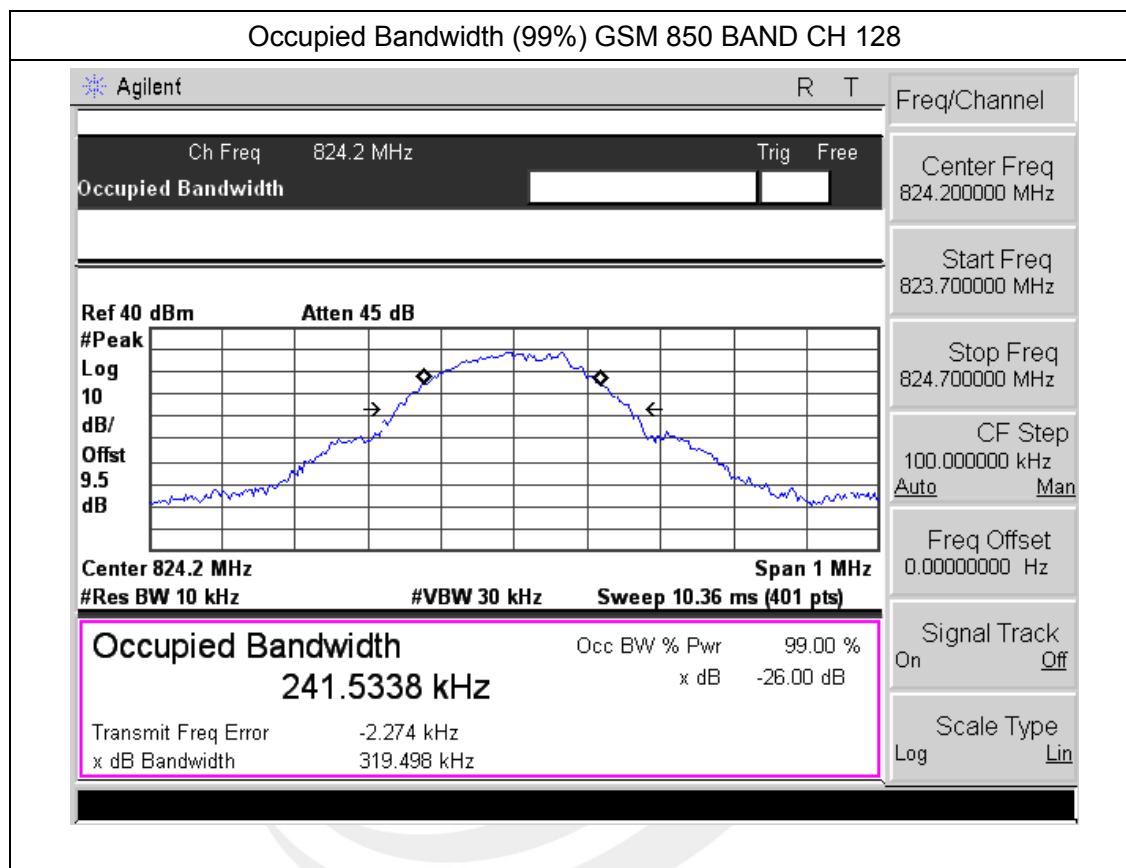 Occupied Bandwidth (99%) GSM 850 BAND CH 128
Agilent R T
Ch Freq 824.2 MHz Trig Free
Occupied Bandwidth
Ref 40 dBm Atten 45 dB
#Peak
Log
10
dB/
Offst
9.5
dB
Center 824.2 MHz Span 1 MHz
#Res BW 10 kHz #VBW 30 kHz Sweep 10.36 ms (401 pts)
Occupied Bandwidth Occ BW % Pwr 99.00 %
241.5338 kHz x dB -26.00 dB
Transmit Freq Error -2.274 kHz
x dB Bandwidth 319.498 kHz
Freq/Channel
Center Freq
824.200000 MHz
Start Freq
823.700000 MHz
Stop Freq
824.700000 MHz
CF Step
100.000000 kHz
Auto Man
Freq Offset
0.00000000 Hz
Signal Track
On Off
Scale Type
Log Lin